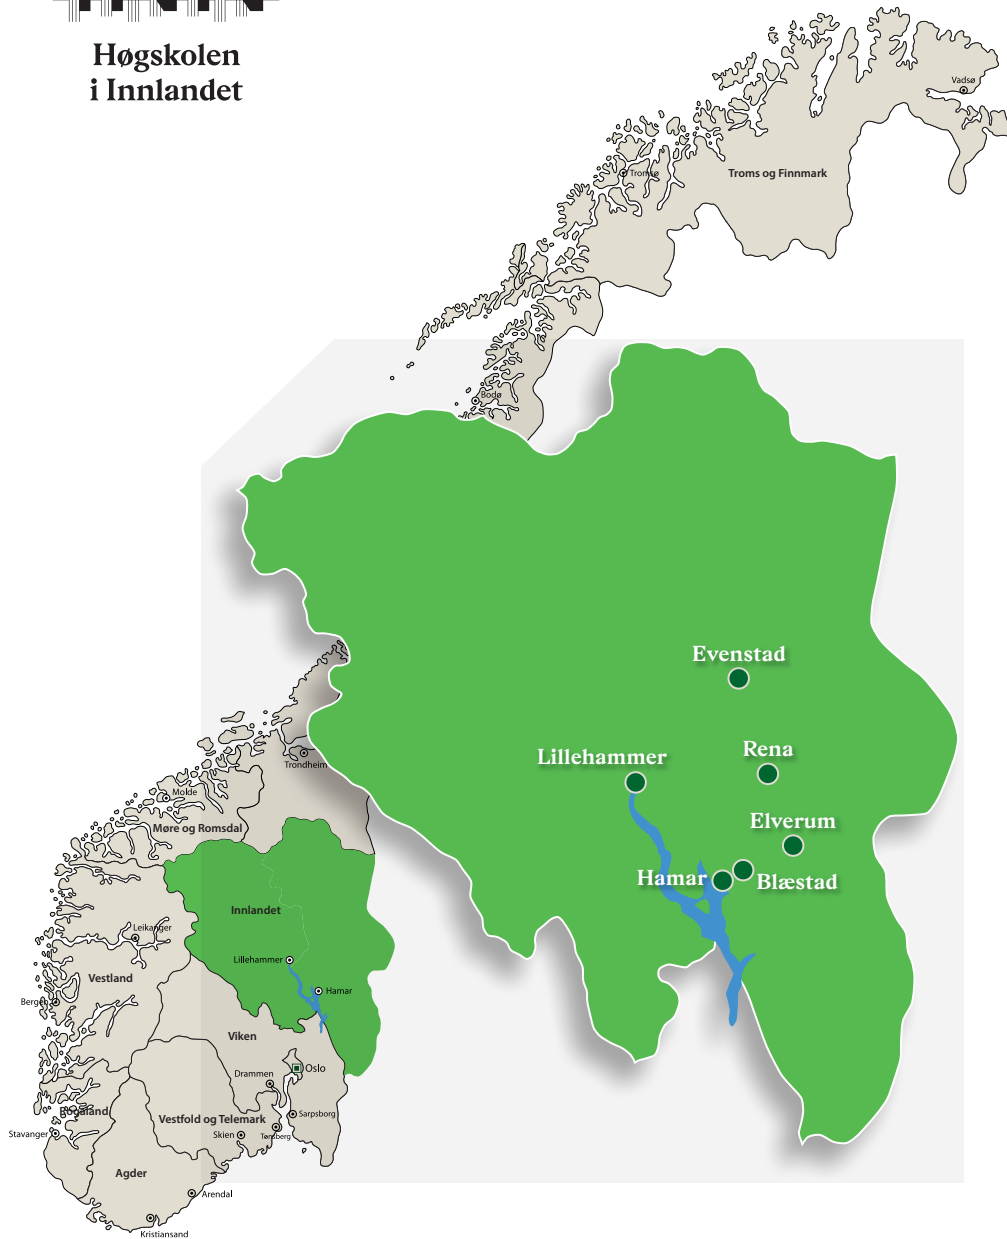 Høgskolen
i Innlandet
Vadsø
Tromsø
Troms og Finnmark
Bodø
Evenstad
Rena
Lillehammer
Elverum
Hamar
Blæstad
Trondheim
Molde
Møre og Romsdal
Innlandet
Leikanger
Lillehammer
Vestland
Hamar
Bergen
Viken
Oslo
Drammen
Rogaland
Sarpsborg
Vestfold og Telemark
Stavanger
Skien
Tønsberg
Agder
Arendal
Kristiansand